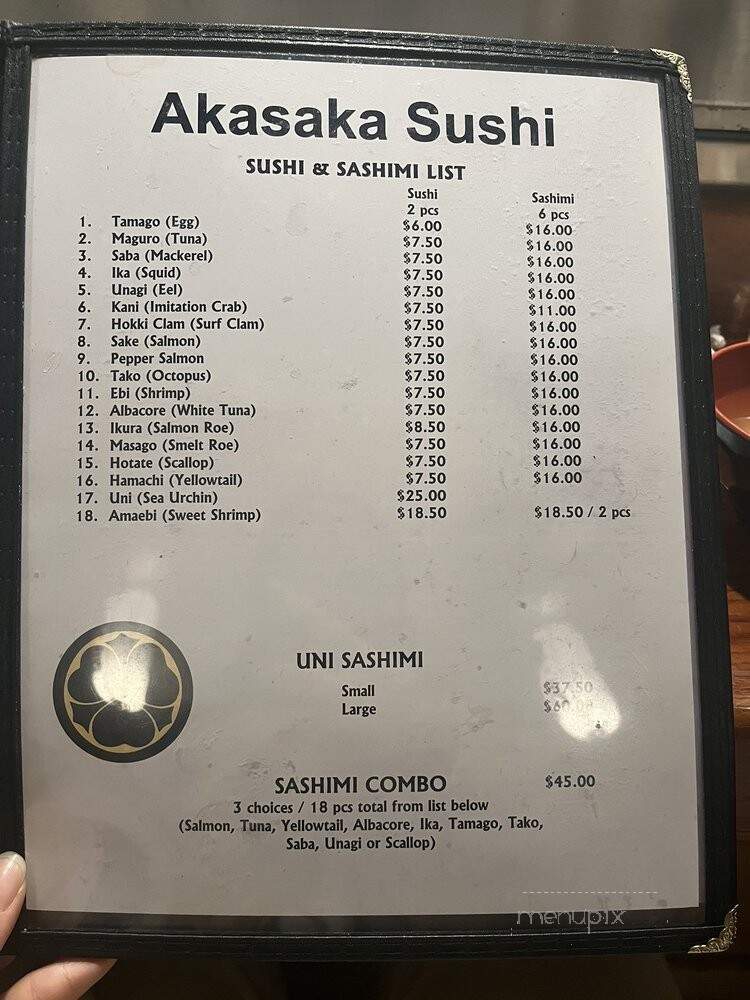 Akasaka Sushi
SUSHI & SASHIMI LIST
Sushi Sashimi
2 pcs 6 pcs
1. Tamago (Egg) $6.00 $16.00
2. Maguro (Tuna) $7.50 $16.00
3. Saba (Mackerel) $7.50 $16.00
4. Ika (Squid) $7.50 $16.00
5. Unagi (Eel) $7.50 $16.00
6. Kani (Imitation Crab) $7.50 $11.00
7. Hokki Clam (Surf Clam) $7.50 $16.00
8. Sake (Salmon) $7.50 $16.00
9. Pepper Salmon $7.50 $16.00
10. Tako (Octopus) $7.50 $16.00
11. Ebi (Shrimp) $7.50 $16.00
12. Albacore (White Tuna) $7.50 $16.00
13. Ikura (Salmon Roe) $8.50 $16.00
14. Masago (Smelt Roe) $7.50 $16.00
15. Hotate (Scallop) $7.50 $16.00
16. Hamachi (Yellowtail) $7.50 $16.00
17. Uni (Sea Urchin) $25.00
18. Amaebi (Sweet Shrimp) $18.50 $18.50 / 2 pcs
UNI SASHIMI
Small $37.50
Large
SASHIMI COMBO $45.00
3 choices / 18 pcs total from list below
(Salmon, Tuna, Yellowtail, Albacore, Ika, Tamago, Tako,
Saba, Unagi or Scallop)
menupix